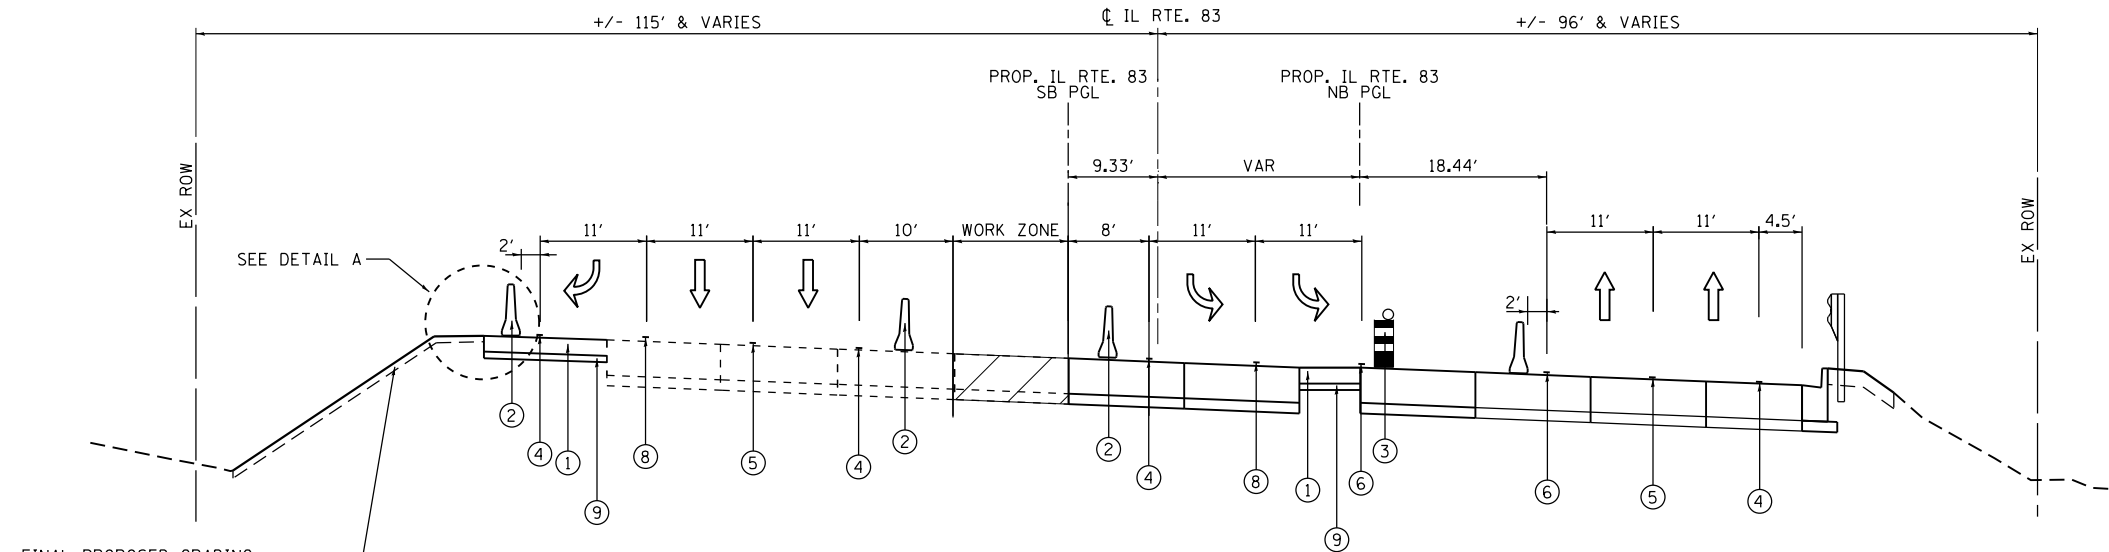 +/- 115' & VARIES
℄ IL RTE. 83
+/- 96' & VARIES
PROP. IL RTE. 83
SB PGL
PROP. IL RTE. 83
NB PGL
EX ROW
9.33'
VAR
18.44'
EX ROW
SEE DETAIL A
2'
11'
11'
11'
10'
WORK ZONE
8'
11'
11'
2'
11'
11'
4.5'
2
4
1
9
8
5
4
2
2
4
8
1
9
6
3
6
5
4
FINAL PROPOSED GRADING